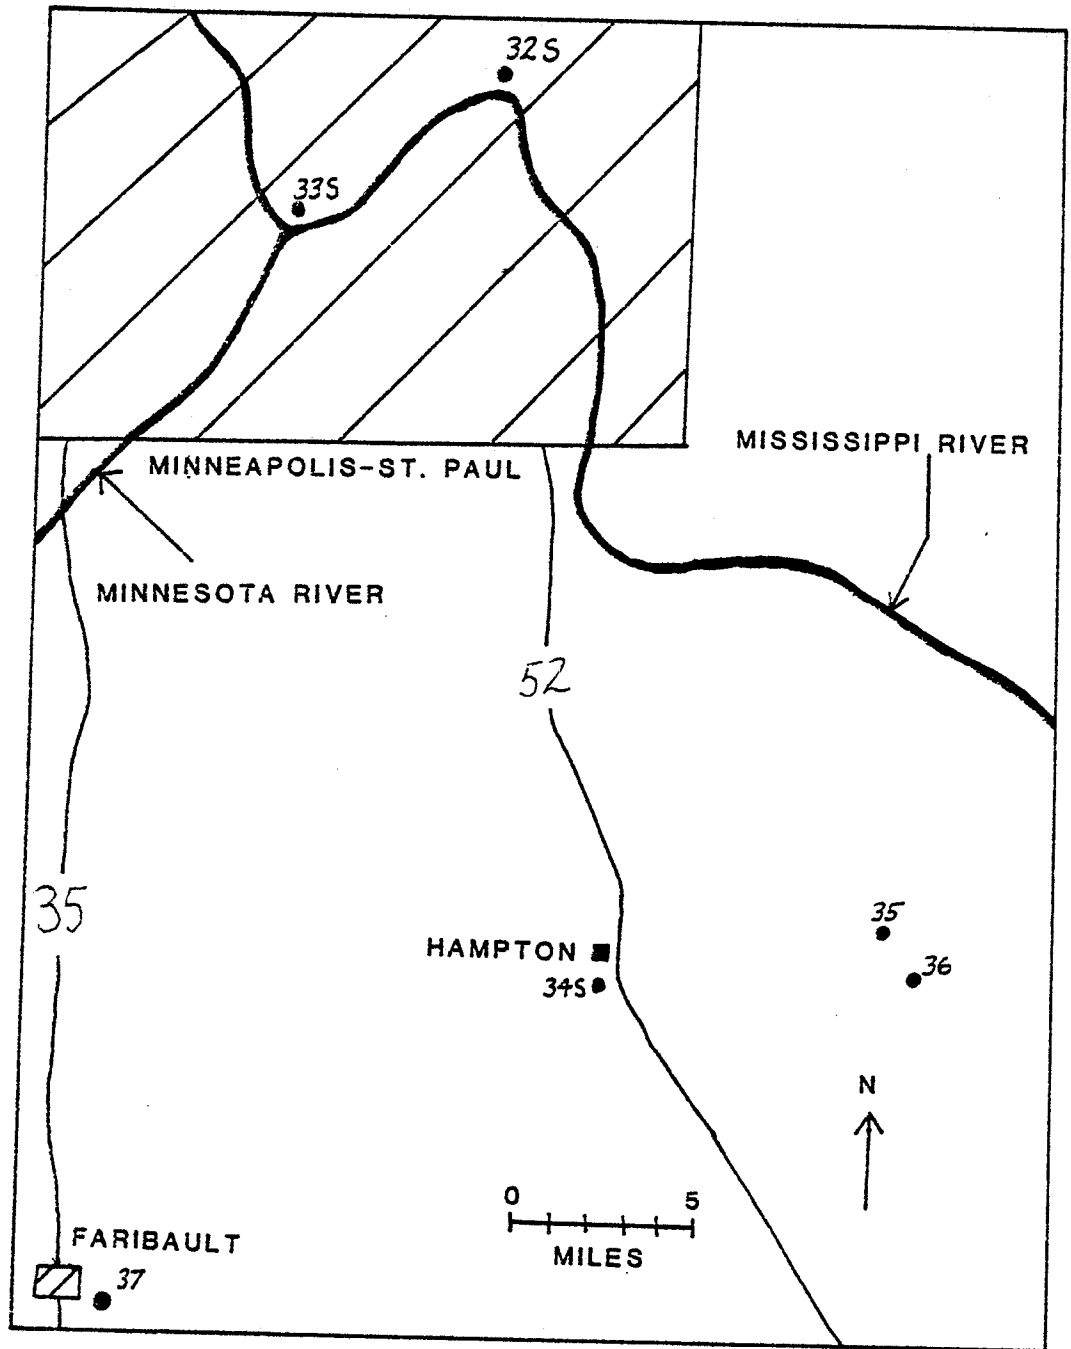 32S
33S
MISSISSIPPI RIVER
MINNEAPOLIS-ST. PAUL
MINNESOTA RIVER
52
35
35
HAMPTON
36
34S
N
0 5
MILES
FARIBAULT
37